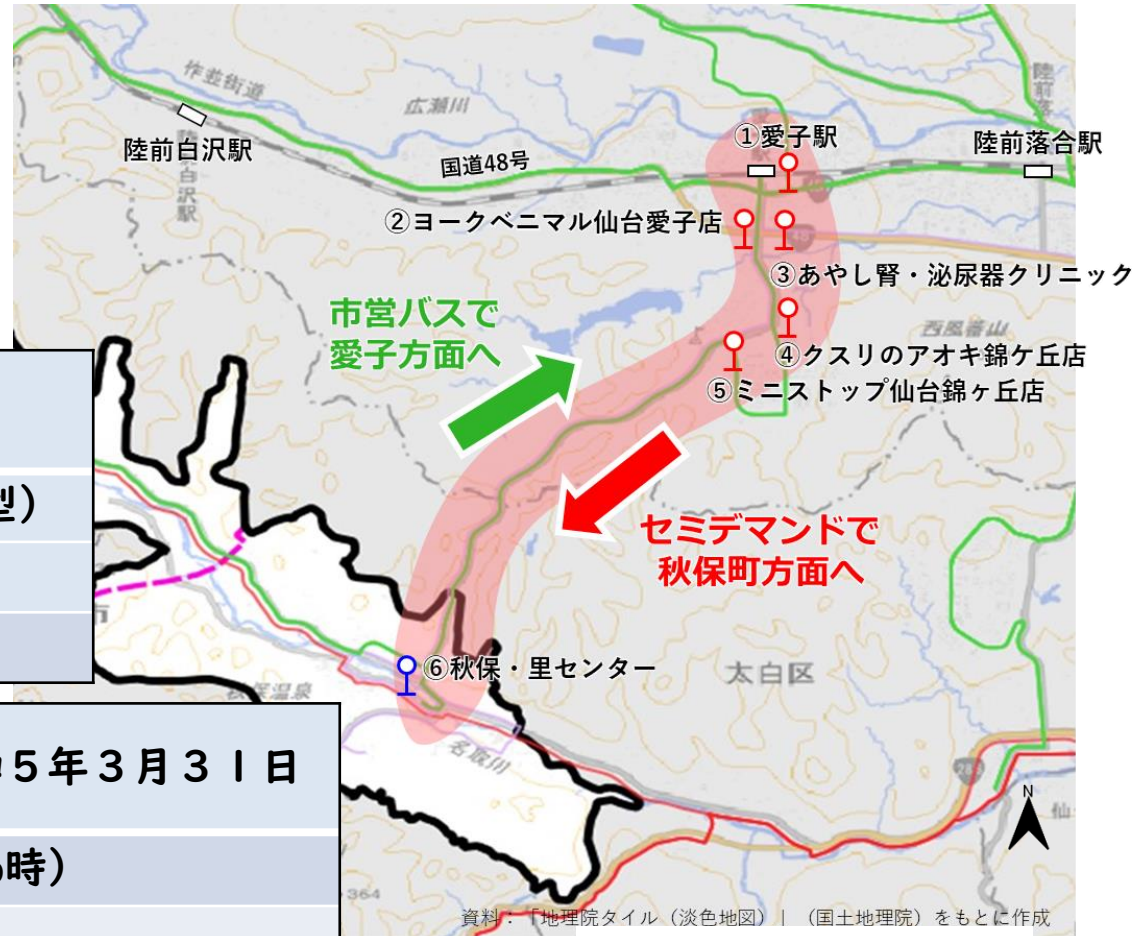 作並街道
広瀬川
陸前白沢駅
国道48号
①愛子駅
陸前落合駅
②ヨークベニマル仙台愛子店
③あやし腎・泌尿器クリニック
市営バスで
愛子方面へ
西風蕃山
④クスリのアオキ錦ケ丘店
⑤ミニストップ仙台錦ヶ丘店
型）
セミデマンドで
秋保町方面へ
市
⑥秋保・里センター
太白区
温泉
名取川
５年３月３１日
時）
N
仙
364
資料：「地理院タイル（淡色地図）｜（国土地理院）をもとに作成